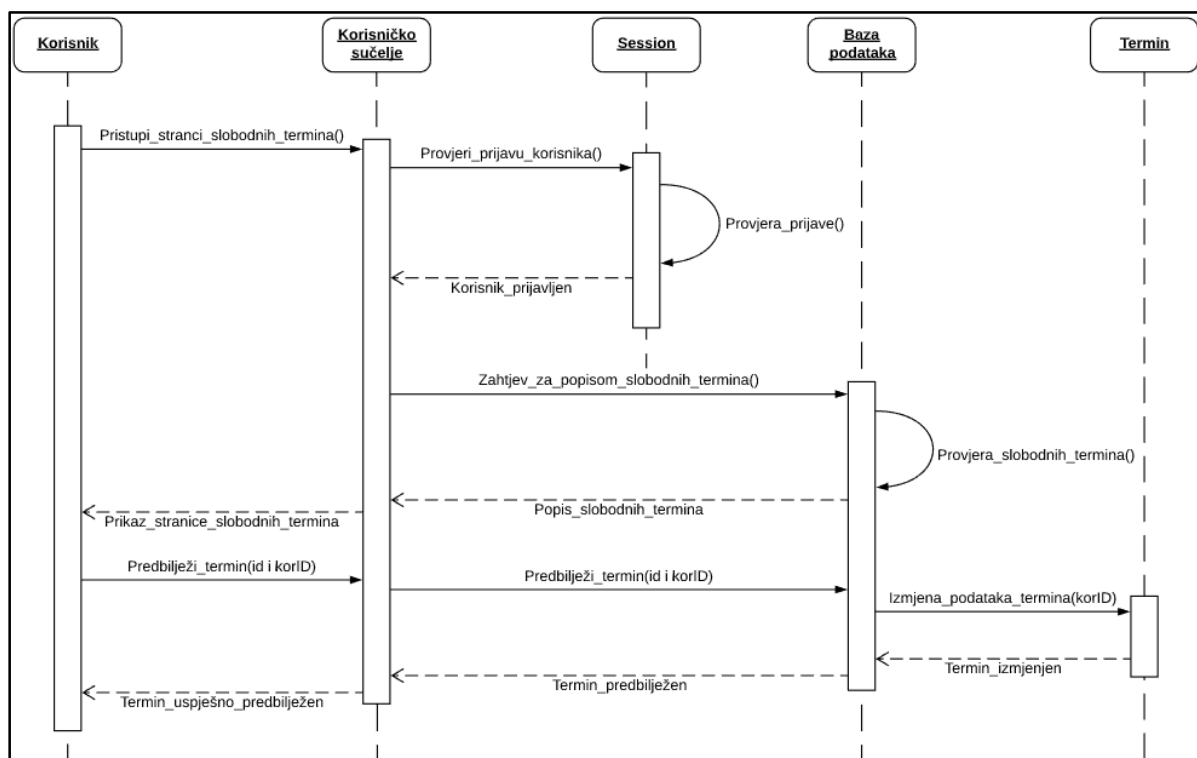 Korisnik
Korisničko
sučelje
Session
Baza
podataka
Termin
Pristupi_stranci_slobodnih_termina()
Provjeri_prijavu_korisnika()
Provjera_prijave()
Korisnik_prijavljen
Zahtjev_za_popisom_slobodnih_termina()
Provjera_slobodnih_termina()
Popis_slobodnih_termina
Prikaz_stranice_slobodnih_termina
Predbilježi_termin(id i korID)
Predbilježi_termin(id i korID)
Izmjena_podataka_termina(korID)
Termin_izmjenjen
Termin_predbilježen
Termin_uspješno_predbilježen